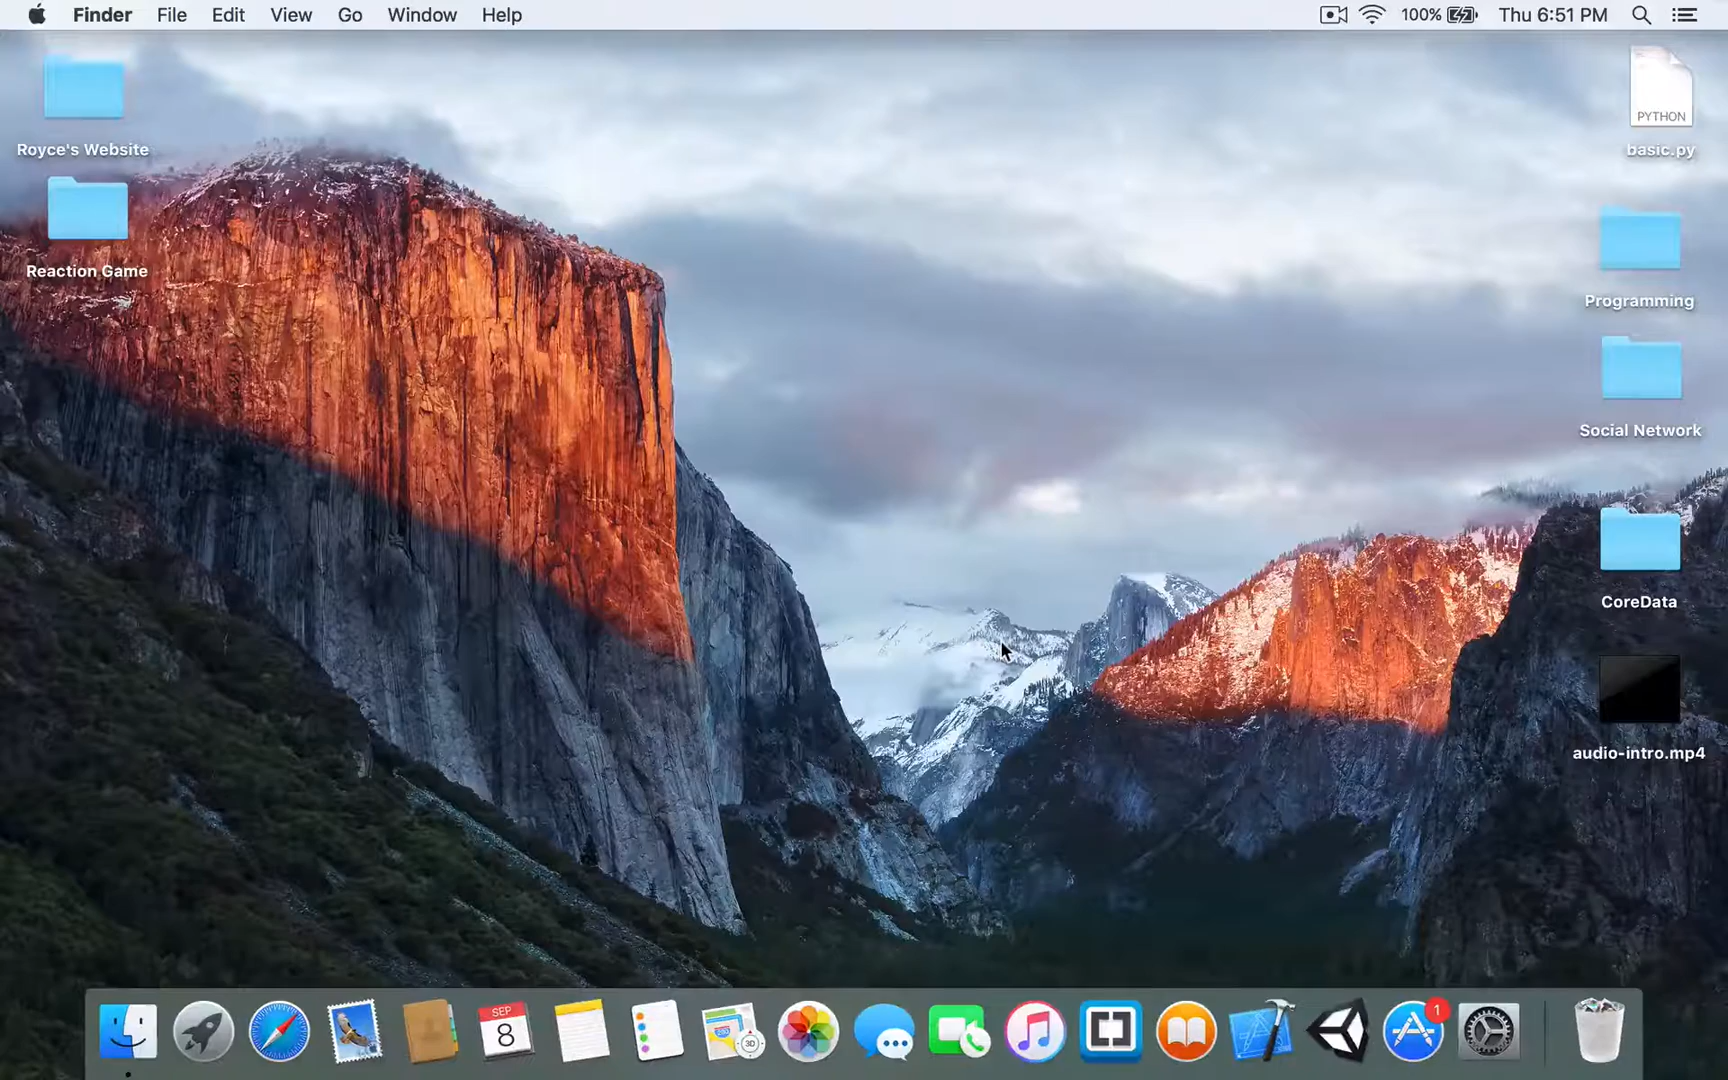 Finder File Edit View Go Window Help 100% Thu 6:51 PM
Royce's Website
PYTHON
basic.py
Reaction Game
Programming
Social Network
CoreData
audio-intro.mp4
SEP
8
3D
1